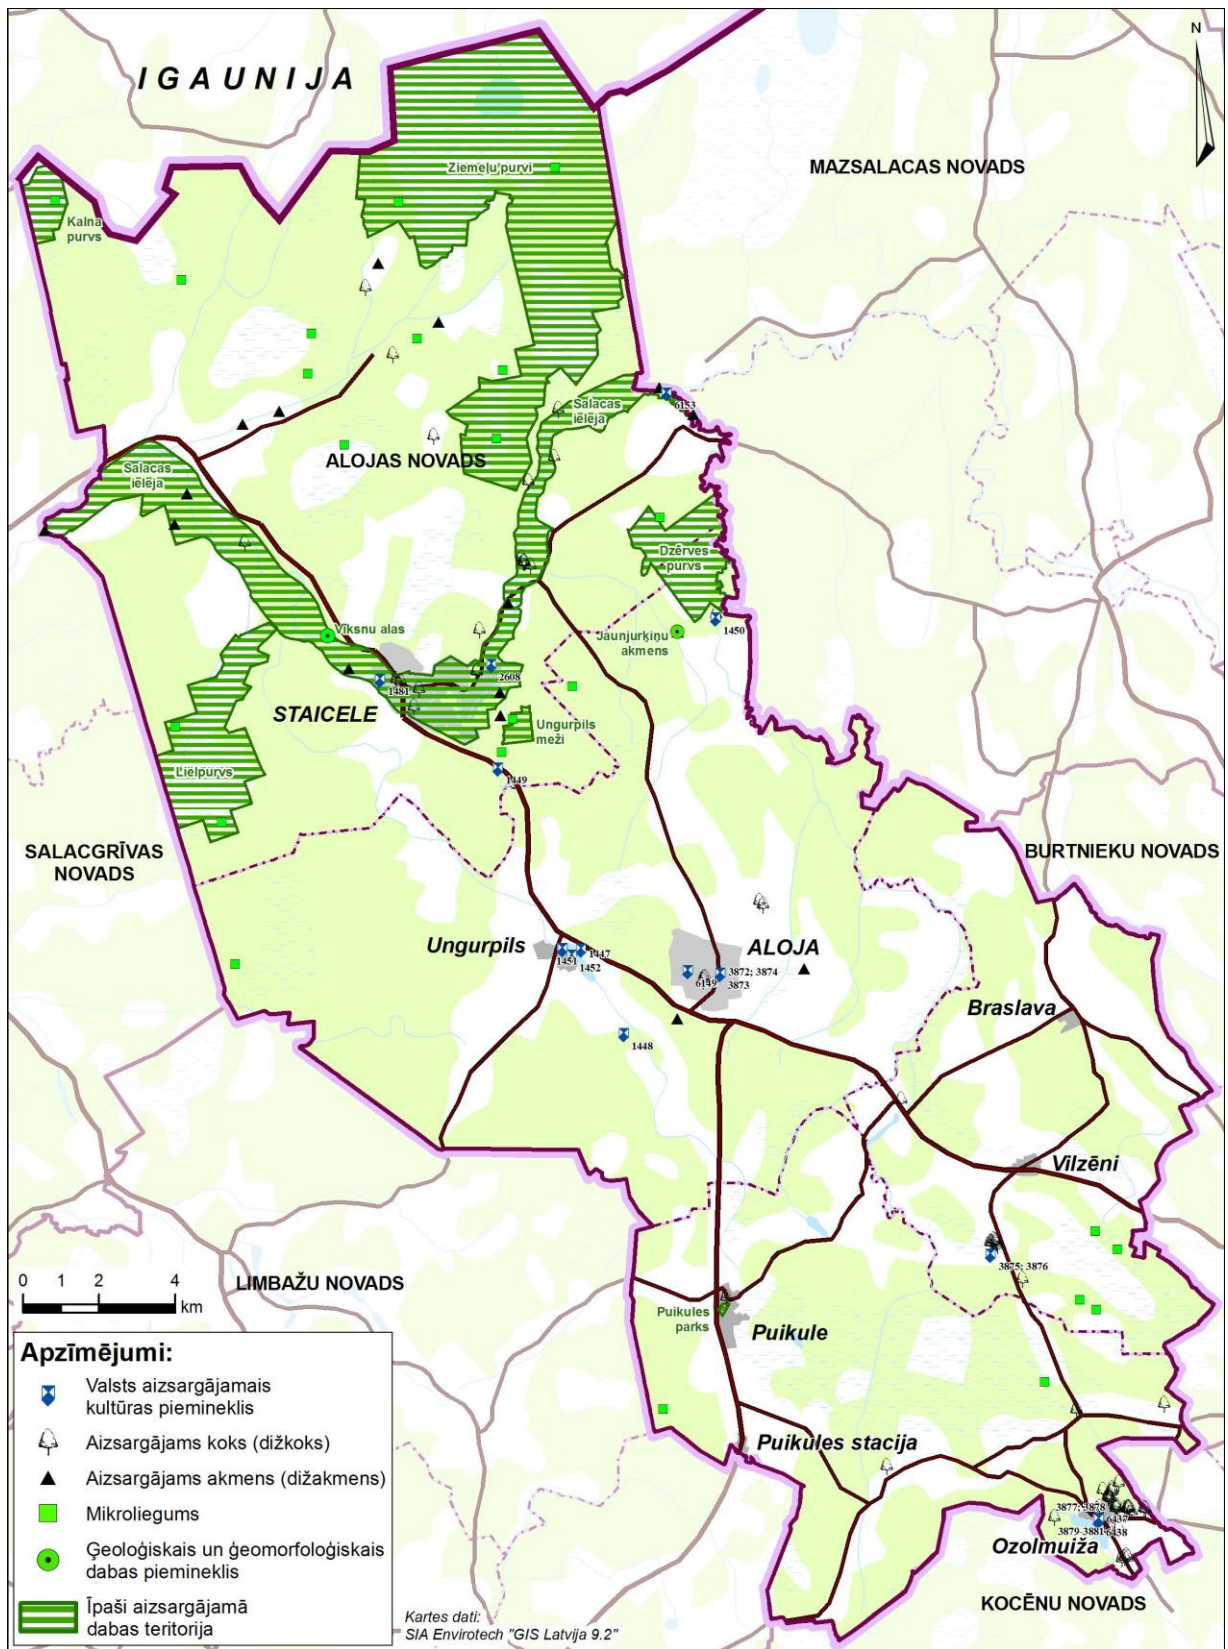 IGAUNIJA
N
MAZSALACAS NOVADS
Ziemeļu purvi
Kalna
purvs
Salacas
ielėja
6153
ALOJAS NOVADS
Salacas
ielėja
Dzērves
purvs
Vīksnu alas
Jaunjurķiņu
akmens
1450
2608
1481
STAICELE
Ungurpils
meži
Lielpurvs
1449
SALACGRĪVAS
NOVADS
BURTNIEKU NOVADS
Ungurpils
ALOJA
1447
1451
1452
3872; 3874
6149
3873
Braslava
1448
Vilzēni
3875; 3876
0 1 2 4
km
LIMBAŽU NOVADS
Puikules
parks
Puikule
Puikules stacija
3877; 3878
6437
3879-3881
6438
Ozolmuiža
KOCĒNU NOVADS
Apzīmējumi:
Valsts aizsargājamais
kultūras piemineklis
Aizsargājams koks (dižkoks)
Aizsargājams akmens (dižakmens)
Mikroliegums
Ģeoloģiskais un ģeomorfoloģiskais
dabas piemineklis
Īpaši aizsargājamā
dabas teritorija
Kartes dati:
SIA Envirotech "GIS Latvija 9.2"